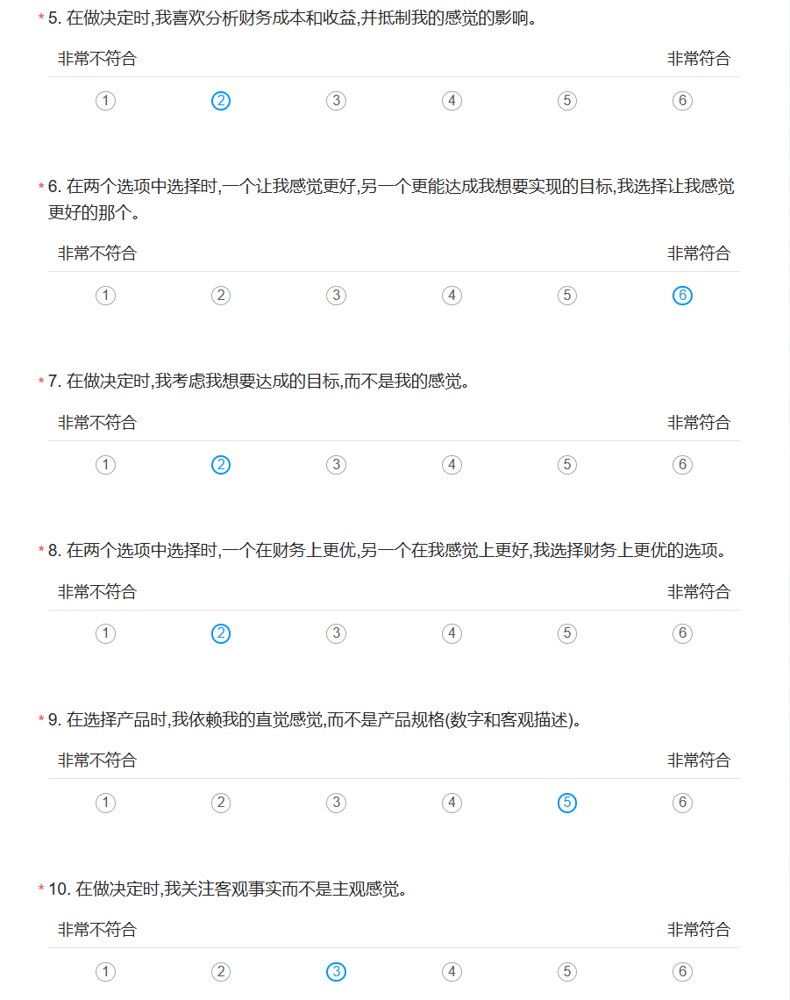 * 5. 在做决定时,我喜欢分析财务成本和收益,并抵制我的感觉的影响。
非常不符合 非常符合
1 2 3 4 5 6
* 6. 在两个选项中选择时,一个让我感觉更好,另一个更能达成我想要实现的目标,我选择让我感觉
更好的那个。
非常不符合 非常符合
1 2 3 4 5 6
* 7. 在做决定时,我考虑我想要达成的目标,而不是我的感觉。
非常不符合 非常符合
1 2 3 4 5 6
* 8. 在两个选项中选择时,一个在财务上更优,另一个在我感觉上更好,我选择财务上更优的选项。
非常不符合 非常符合
1 2 3 4 5 6
* 9. 在选择产品时,我依赖我的直觉感觉,而不是产品规格(数字和客观描述)。
非常不符合 非常符合
1 2 3 4 5 6
* 10. 在做决定时,我关注客观事实而不是主观感觉。
非常不符合 非常符合
1 2 3 4 5 6